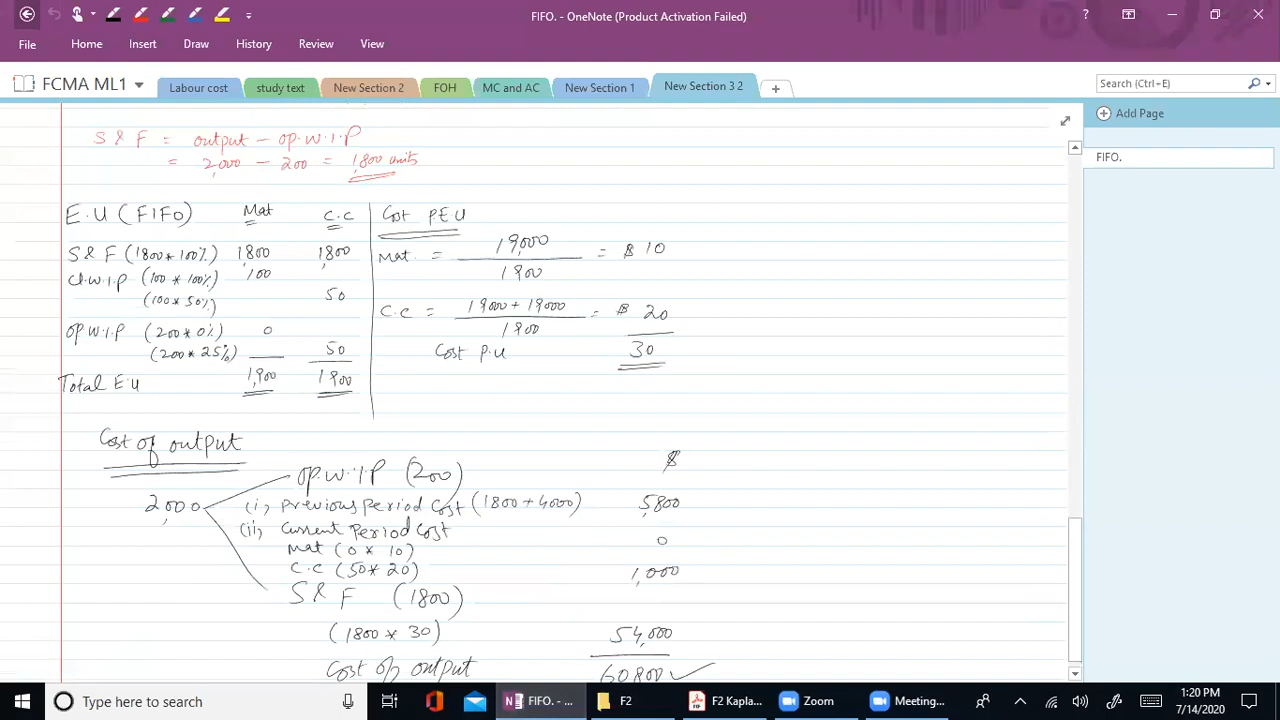 FIFO. - OneNote (Product Activation Failed)
File Home Insert Draw History Review View
FCMA ML1 Labour cost study text New Section 2 FOH MC and AC New Section 1 New Section 3 2 Search (Ctrl+E)
Add Page
FIFO.
S & F = output - op.W.I.P
= 2,000 - 200 = 1,800 units
E.U (FIFO) Mat C.C
S & F (1800*100%) 1,800 1,800
Cl.W.I.P (100*100%) 100
(100*50%) 50
op W.I.P (200*0%) 0
(200*25%) 50
Total E.U 1,900 1900
Cost P.E.U
Mat. = 19,000 / 1900 = $ 10
C.C = 19000+19000 / 1900 = $ 20
Cost P.U 30
Cost of output
$
2,000
op.W.I.P (200)
(i) Previous Period Cost (1800+4000) 5,800
(ii) Current Period Cost
Mat (0*10) 0
C.C (50*20) 1,000
S & F (1800)
(1800*30) 54,000
Cost of output 60800 ✓
Type here to search
FIFO. - ... F2 F2 Kapla... Zoom Meeting...
1:20 PM
7/14/2020